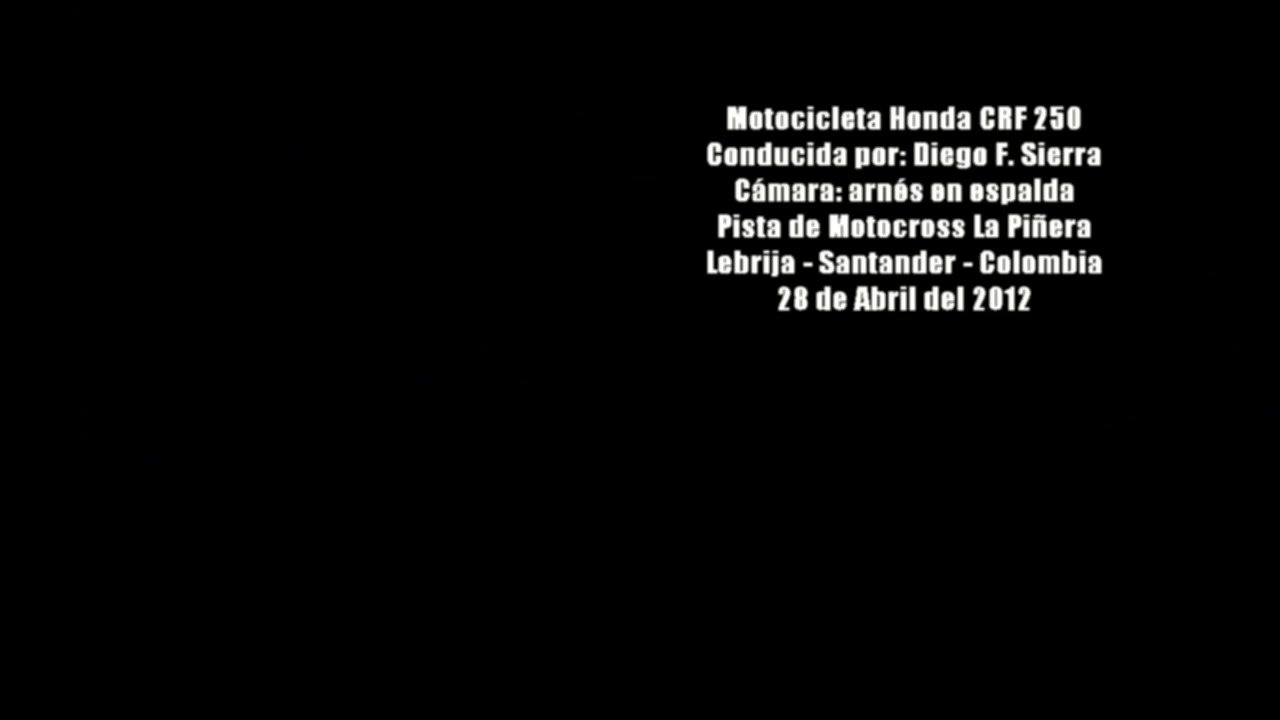 Motocicleta Honda CRF 250
Conducida por: Diego F. Sierra
Cámara: arnés en espalda
Pista de Motocross La Piñera
Lebrija - Santander - Colombia
28 de Abril del 2012